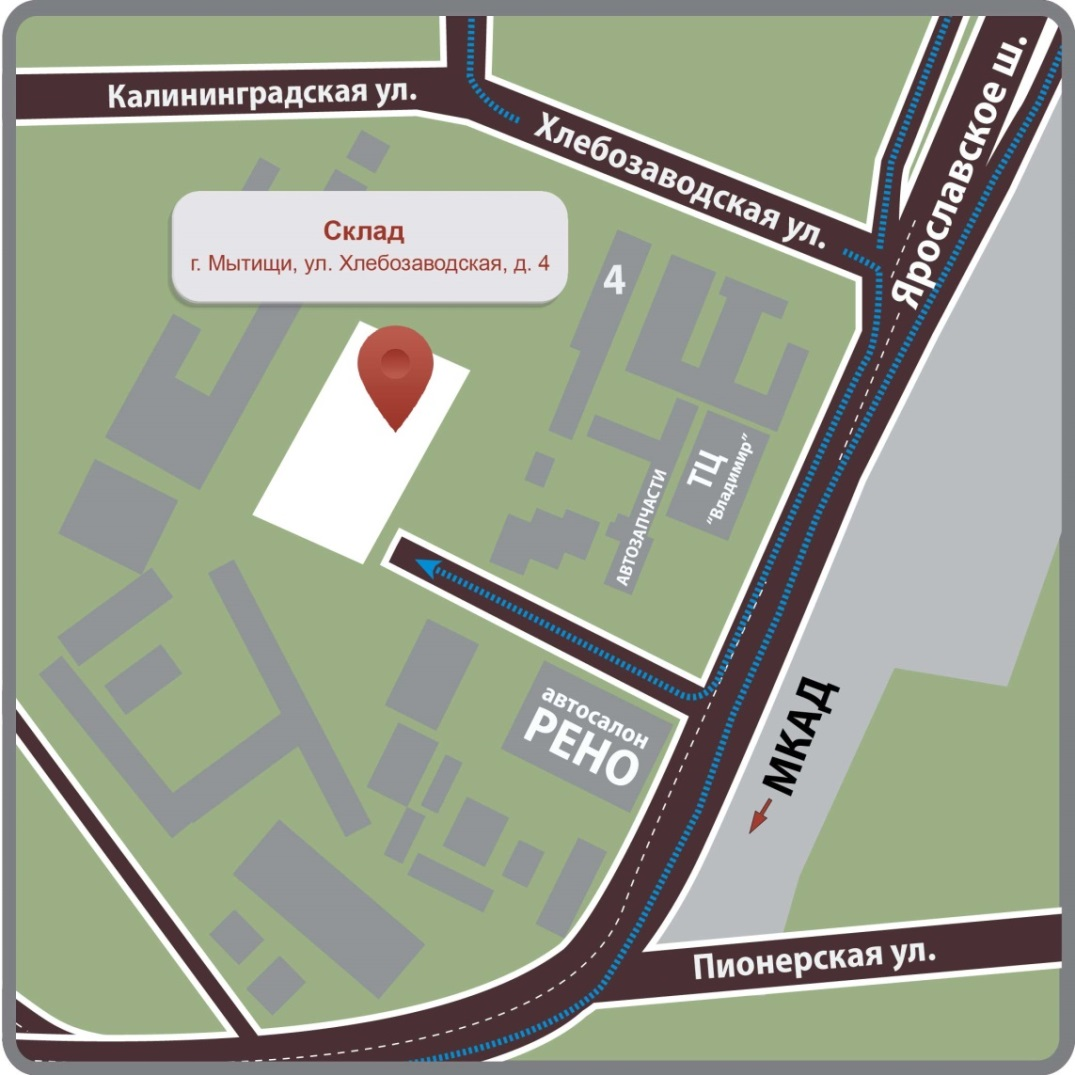 Калининградская ул.
Хлебозаводская ул.
Ярославское ш.
Склад
г. Мытищи, ул. Хлебозаводская, д. 4
4
ТЦ
"Владимир"
АВТОЗАПЧАСТИ
автосалон
РЕНО
МКАД
Пионерская ул.